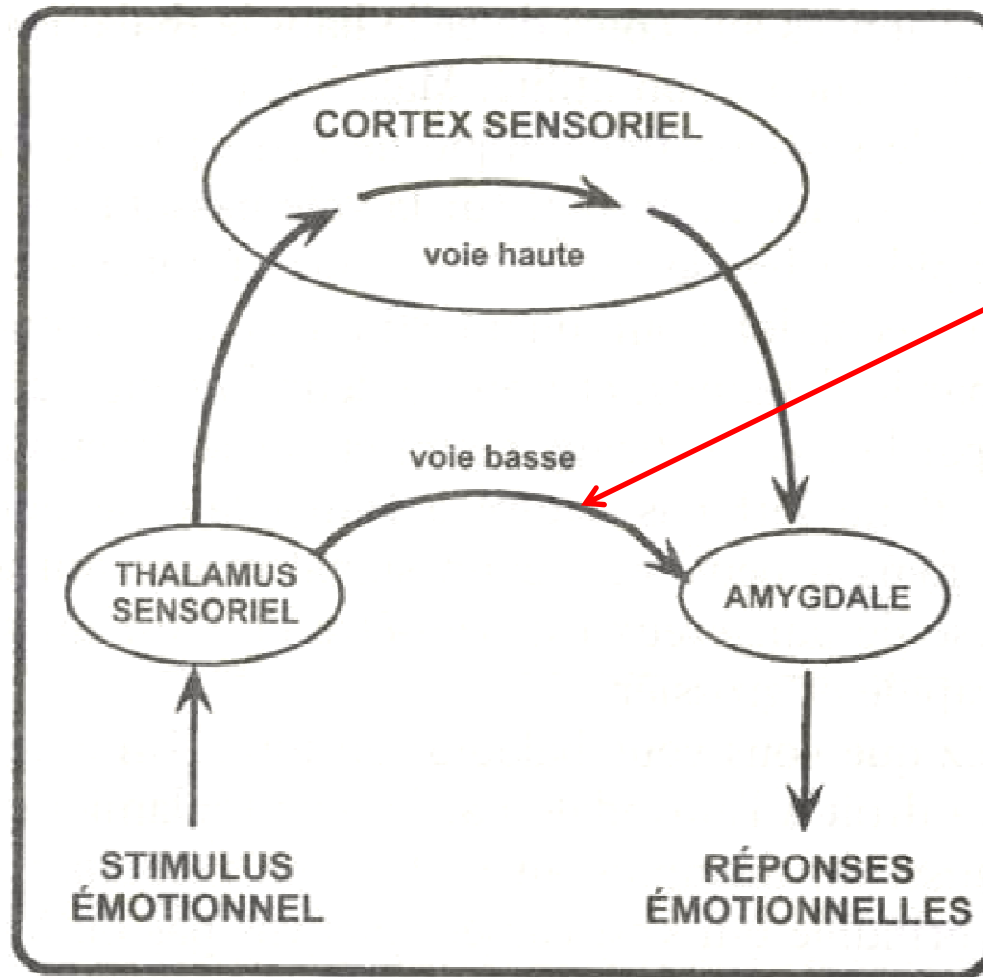 CORTEX SENSORIEL
voie haute
voie basse
THALAMUS
SENSORIEL
AMYGDALE
STIMULUS
ÉMOTIONNEL
RÉPONSES
ÉMOTIONNELLES